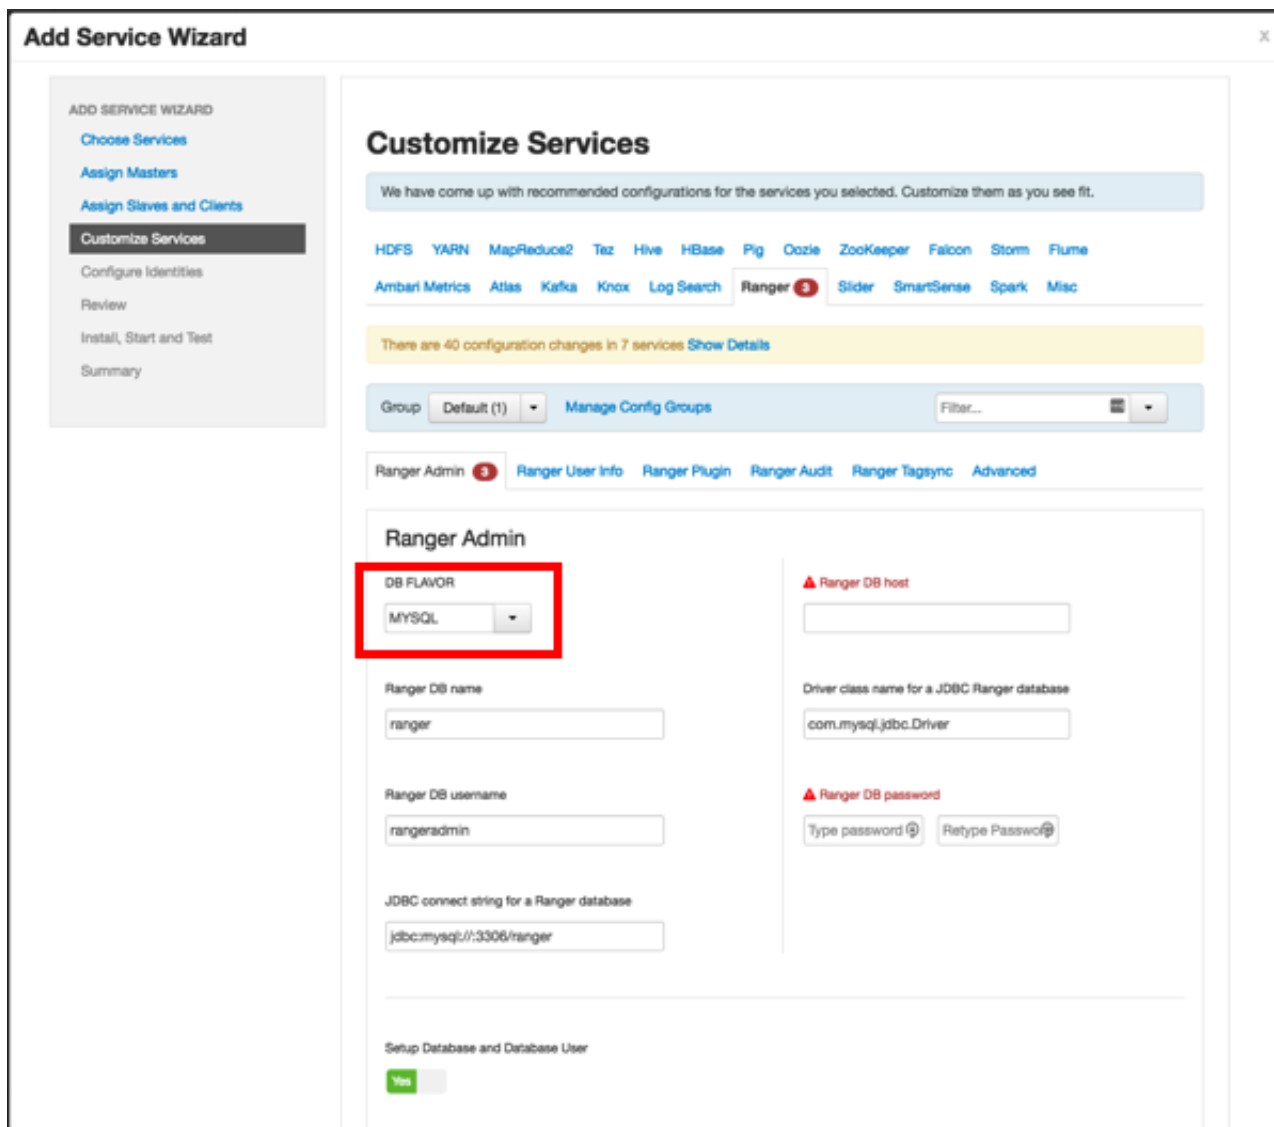 Add Service Wizard
x
ADD SERVICE WIZARD
Choose Services
Assign Masters
Assign Slaves and Clients
Customize Services
Configure Identities
Review
Install, Start and Test
Summary
Customize Services
We have come up with recommended configurations for the services you selected. Customize them as you see fit.
HDFS YARN MapReduce2 Tez Hive HBase Pig Oozie ZooKeeper Falcon Storm Flume
Ambari Metrics Atlas Kafka Knox Log Search Ranger 3 Slider SmartSense Spark Misc
There are 40 configuration changes in 7 services Show Details
Group Default (1) Manage Config Groups Filter...
Ranger Admin 3 Ranger User Info Ranger Plugin Ranger Audit Ranger Tagsync Advanced
Ranger Admin
DB FLAVOR
MYSQL
Ranger DB host
Ranger DB name
ranger
Driver class name for a JDBC Ranger database
com.mysql.jdbc.Driver
Ranger DB username
rangeradmin
Ranger DB password
Type password Retype Passwo
JDBC connect string for a Ranger database
jdbc:mysql://:3306/ranger
Setup Database and Database User
Yes